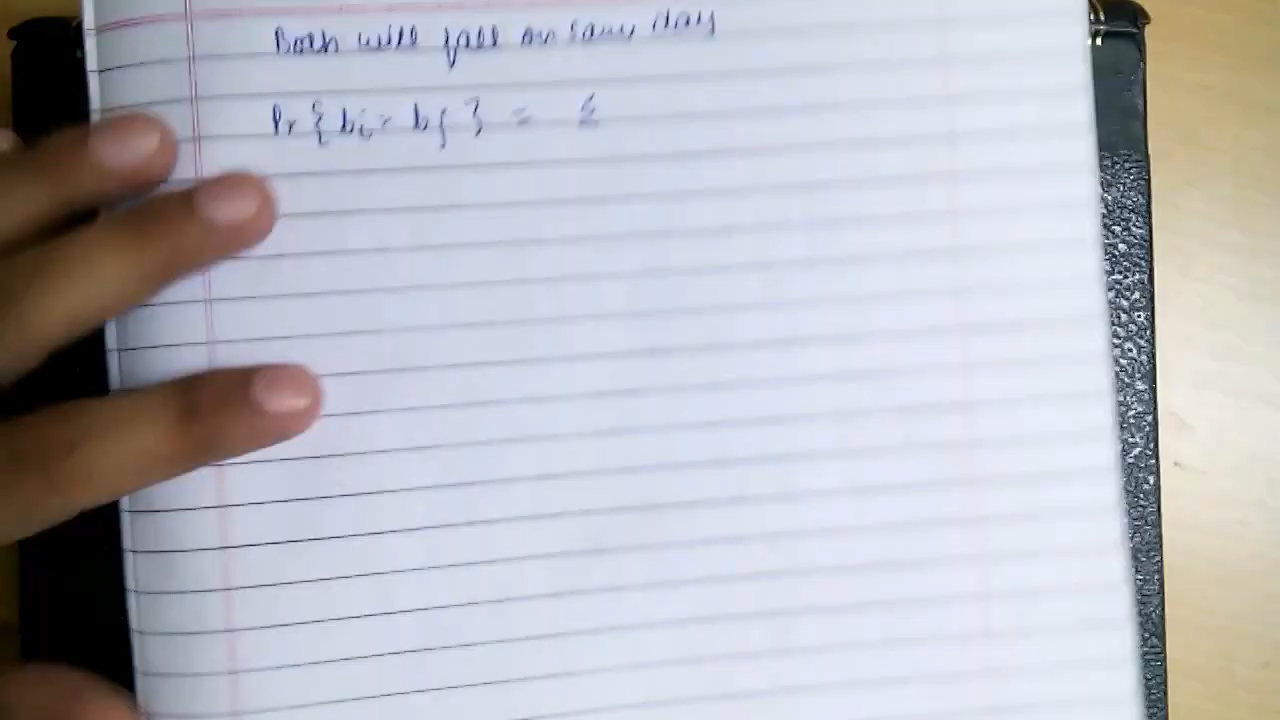 Both will fall on same day
Pr { bi = bj } = Σ